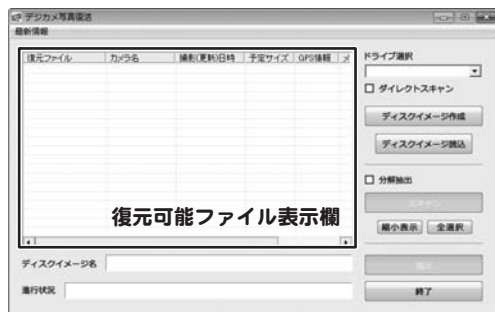 デジカメ写真復活
最新情報
復元ファイル カメラ名 撮影(更新)日時 予定サイズ GPS情報 メ
ドライブ選択
ダイレクトスキャン
ディスクイメージ作成
ディスクイメージ読込
分解抽出
スキャン
縮小表示 全選択
復元可能ファイル表示欄
ディスクイメージ名
進行状況
終了